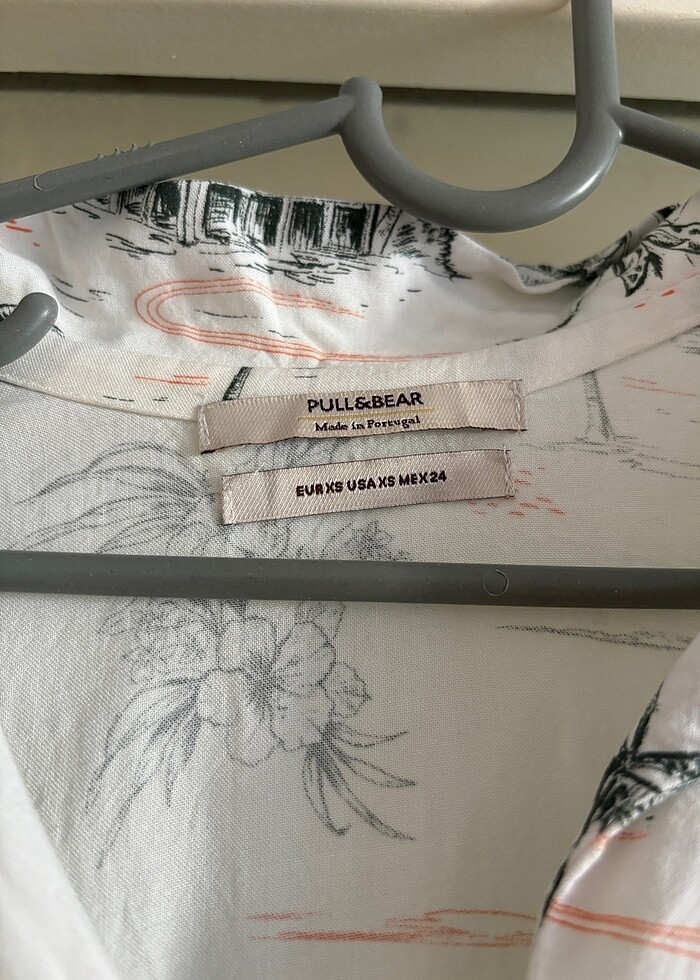 PULL&BEAR
Made in Portugal
EUR XS USA XS MEX 24